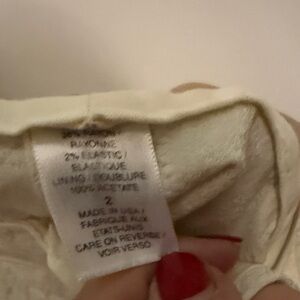 RAYON /
RAYONNE
2% ELASTIC /
ELASTIQUE
LINING / DOUBLURE
100% ACETATE
2
MADE IN USA /
FABRIQUE AUX
ETATS-UNIS
CARE ON REVERSE /
VOIR VERSO